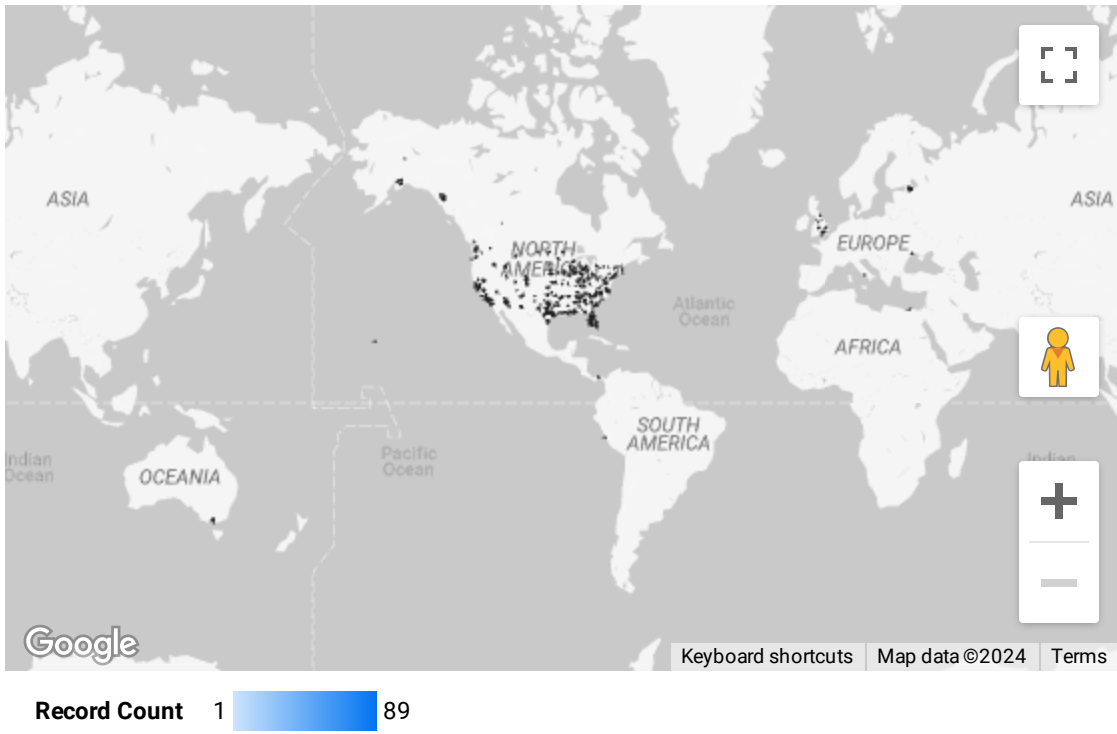 ASIA
ASIA
NORTH
AMERICA
EUROPE
Atlantic
Ocean
AFRICA
SOUTH
AMERICA
Indian
Ocean
OCEANIA
Pacific
Ocean
Indian
Google
Keyboard shortcuts
Map data ©2024
Terms
Record Count 1 89